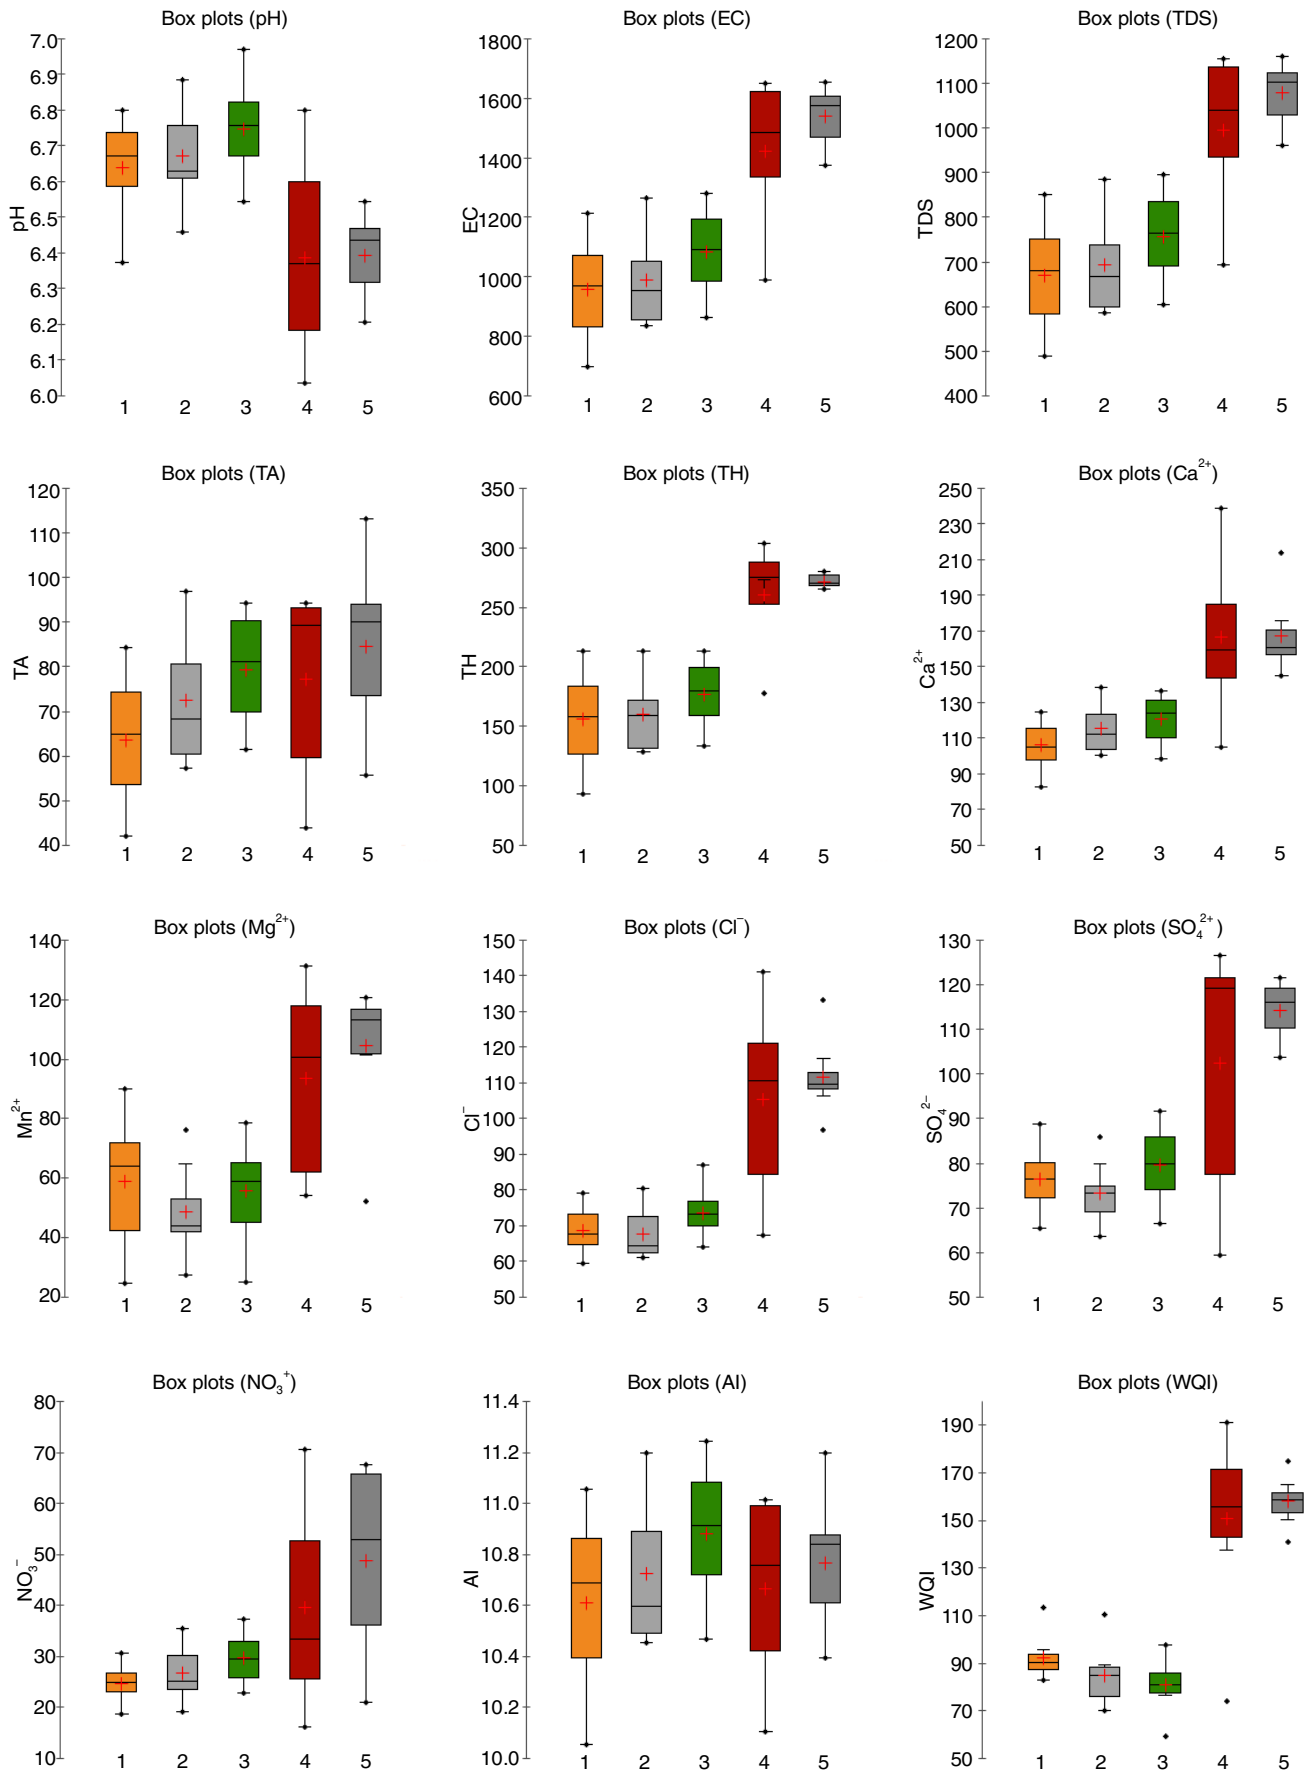 Box plots (pH)
7.0
6.9
6.8
6.7
6.6
6.5
6.4
6.3
6.2
6.1
6.0
pH
1 2 3 4 5
Box plots (EC)
1800
1600
1400
1200
1000
800
600
EC
1 2 3 4 5
Box plots (TDS)
1200
1100
1000
900
800
700
600
500
400
TDS
1 2 3 4 5
Box plots (TA)
120
110
100
90
80
70
60
50
40
TA
1 2 3 4 5
Box plots (TH)
350
300
250
200
150
100
50
TH
1 2 3 4 5
Box plots (Ca²⁺)
250
230
210
190
170
150
130
110
90
70
50
Ca²⁺
1 2 3 4 5
Box plots (Mg²⁺)
140
120
100
80
60
40
20
Mn²⁺
1 2 3 4 5
Box plots (Cl⁻)
150
140
130
120
110
100
90
80
70
60
50
Cl⁻
1 2 3 4 5
Box plots (SO₄²⁺)
130
120
110
100
90
80
70
60
50
SO₄²⁻
1 2 3 4 5
Box plots (NO₃⁺)
80
70
60
50
40
30
20
10
NO₃⁻
1 2 3 4 5
Box plots (AI)
11.4
11.2
11.0
10.8
10.6
10.4
10.2
10.0
AI
1 2 3 4 5
Box plots (WQI)
190
170
150
130
110
90
70
50
WQI
1 2 3 4 5